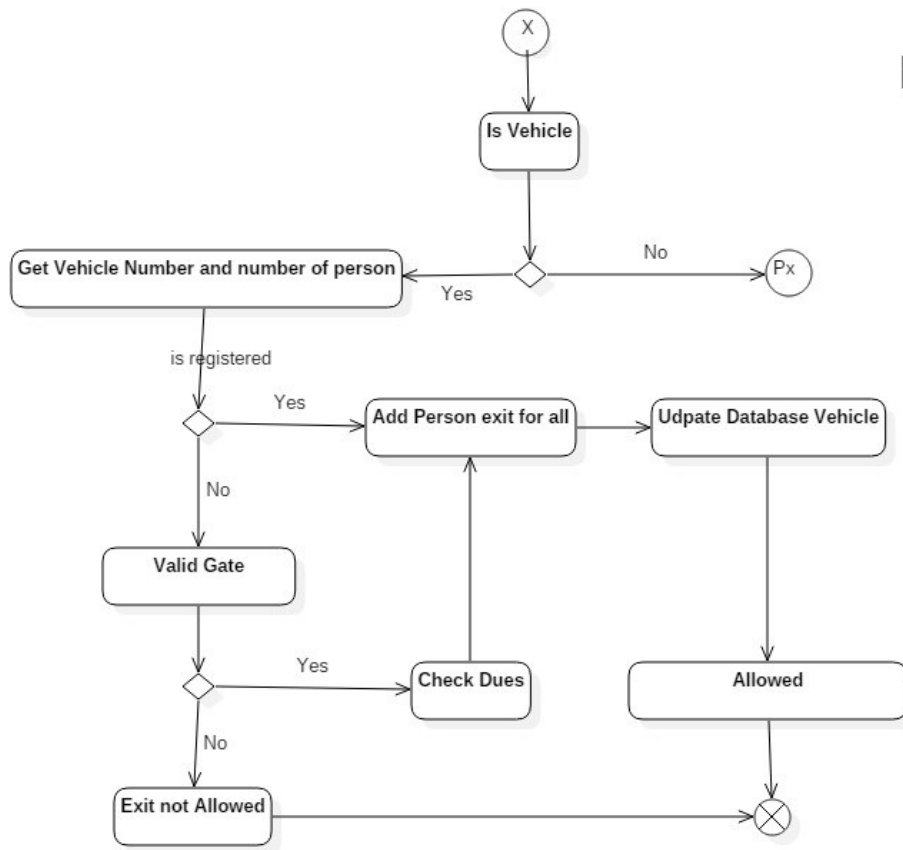 X
Is Vehicle
Get Vehicle Number and number of person
Yes
No
Px
is registered
Yes
Add Person exit for all
Udpate Database Vehicle
No
Valid Gate
Yes
Check Dues
Allowed
No
Exit not Allowed